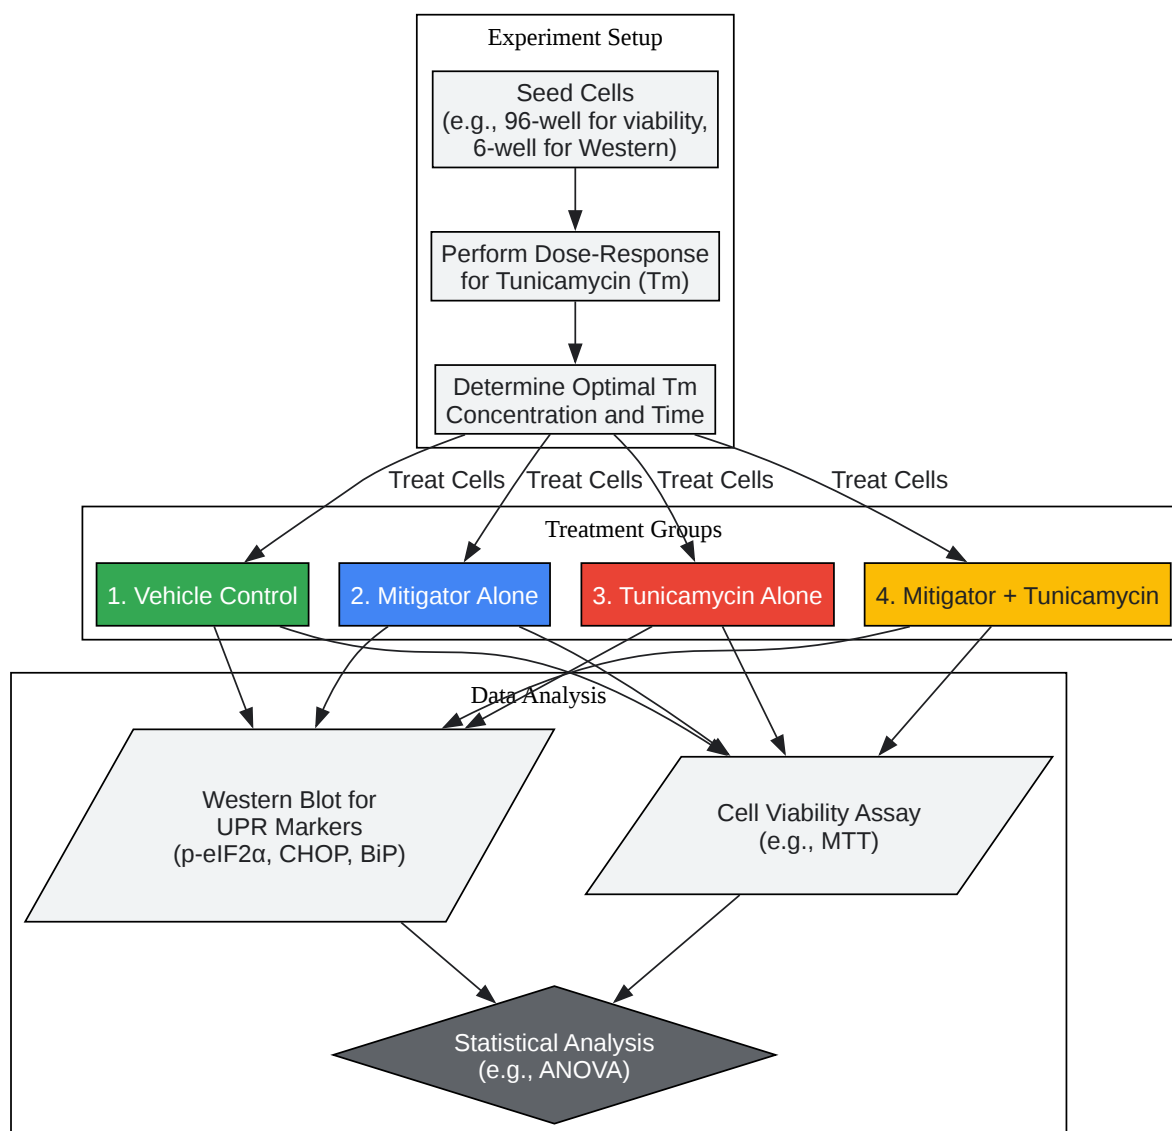 Experiment Setup
Seed Cells
(e.g., 96-well for viability,
6-well for Western)
Perform Dose-Response
for Tunicamycin (Tm)
Determine Optimal Tm
Concentration and Time
Treat Cells
Treat Cells
Treat Cells
Treat Cells
Treatment Groups
1. Vehicle Control
2. Mitigator Alone
3. Tunicamycin Alone
4. Mitigator + Tunicamycin
Data Analysis
Western Blot for
UPR Markers
(p-eIF2α, CHOP, BiP)
Cell Viability Assay
(e.g., MTT)
Statistical Analysis
(e.g., ANOVA)